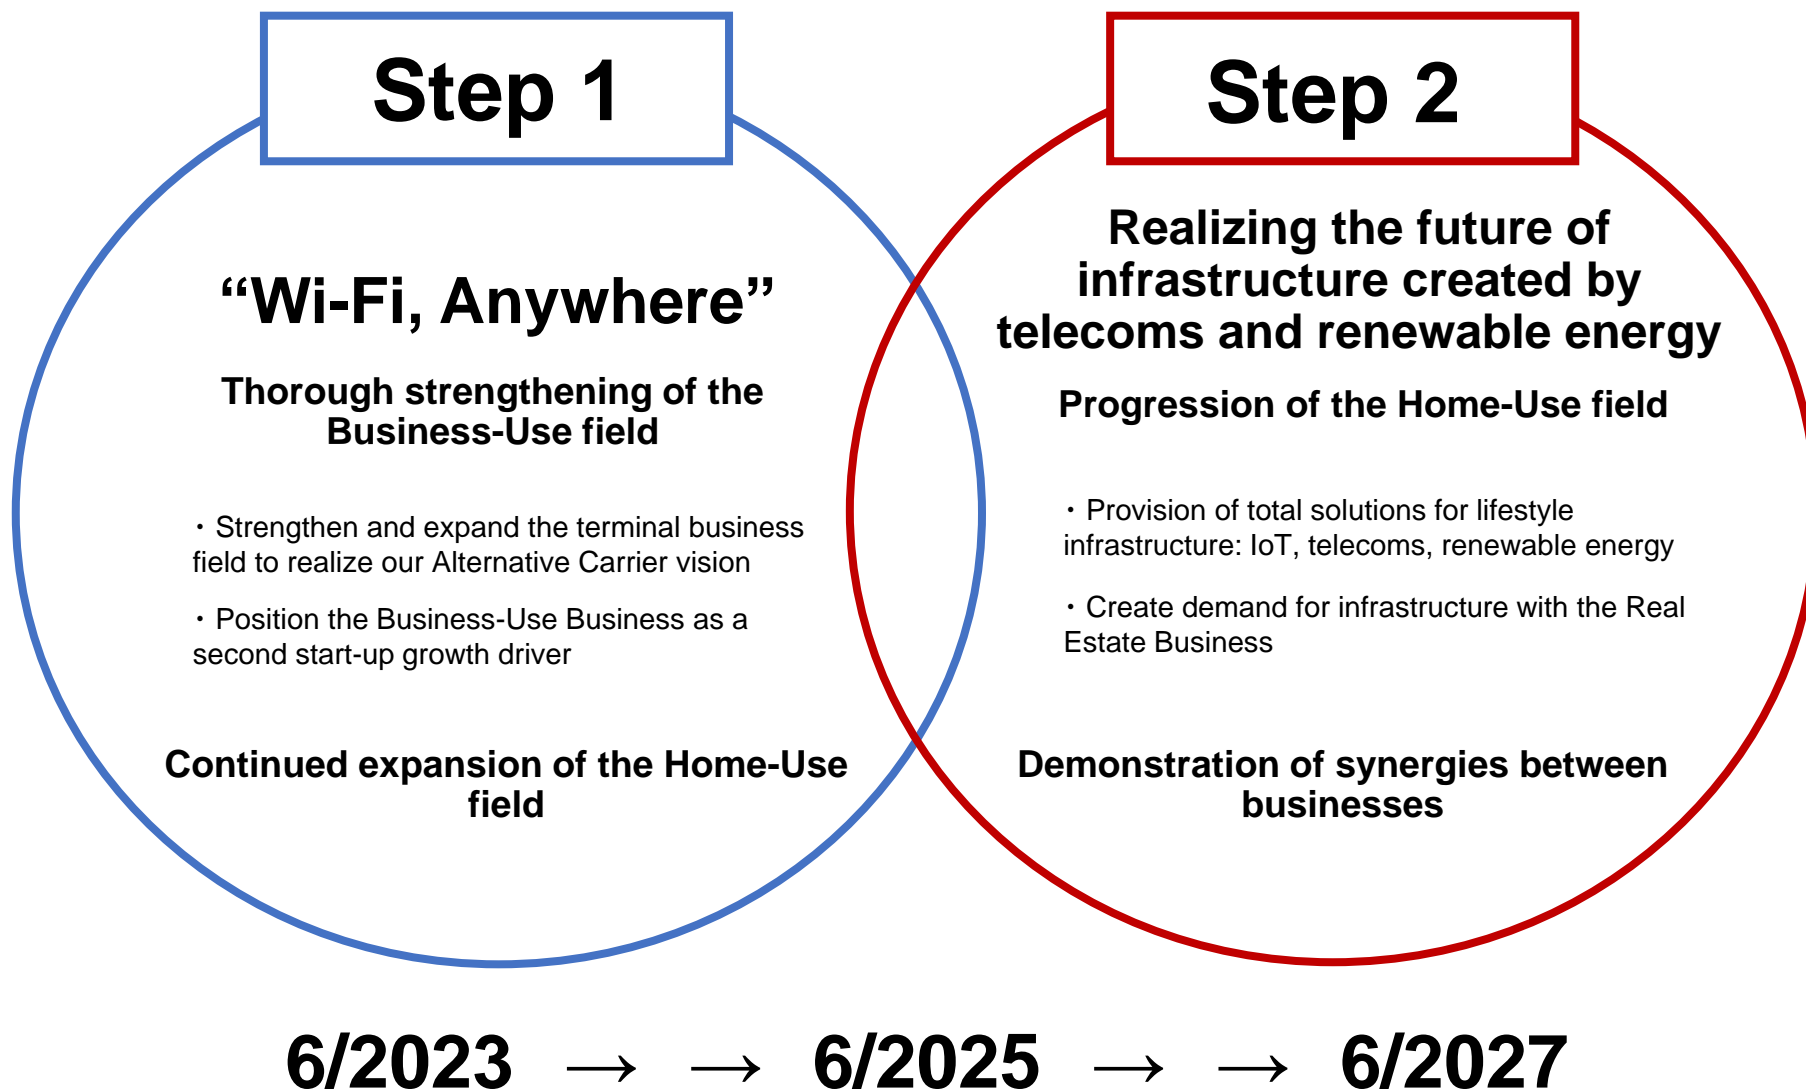 Step 1
“Wi-Fi, Anywhere”
Thorough strengthening of the
Business-Use field
・Strengthen and expand the terminal business
field to realize our Alternative Carrier vision
・Position the Business-Use Business as a
second start-up growth driver
Continued expansion of the Home-Use
field
Step 2
Realizing the future of
infrastructure created by
telecoms and renewable energy
Progression of the Home-Use field
・Provision of total solutions for lifestyle
infrastructure: IoT, telecoms, renewable energy
・Create demand for infrastructure with the Real
Estate Business
Demonstration of synergies between
businesses
6/2023 → → 6/2025 → → 6/2027